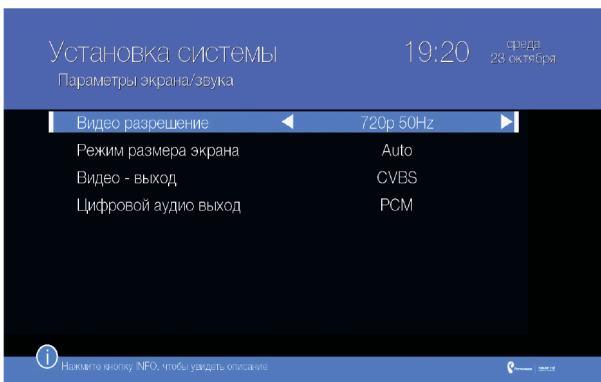 Установка системы
19:20
среда
23 октября
Параметры экрана/звука
Видео разрешение 720p 50Hz
Режим размера экрана Auto
Видео - выход CVBS
Цифровой аудио выход PCM
Нажмите кнопку INFO, чтобы увидеть описание